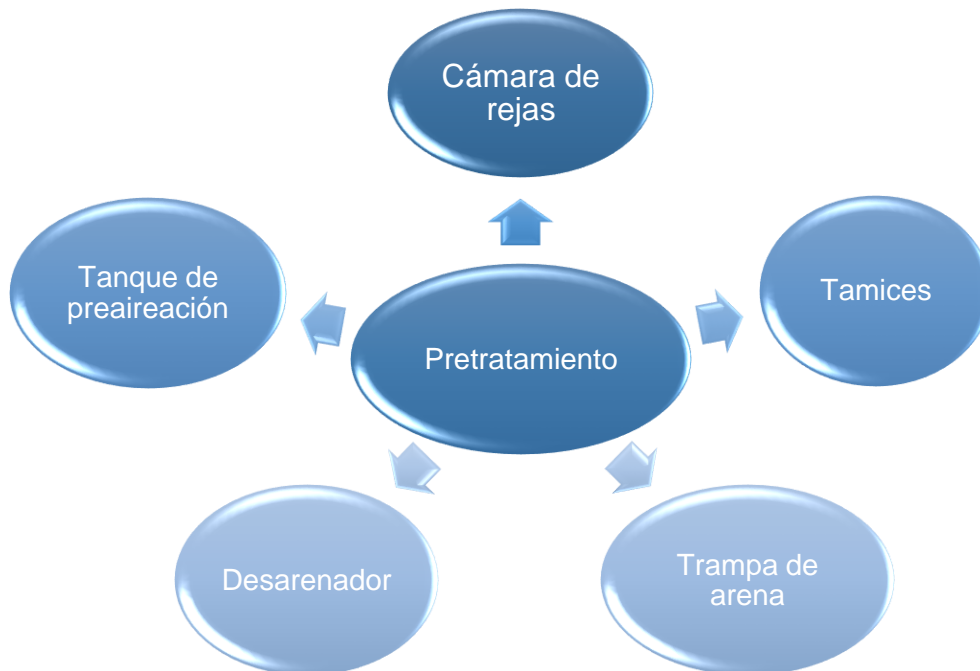 Cámara de
rejas
Tanque de
preaireación
Tamices
Pretratamiento
Desarenador
Trampa de
arena